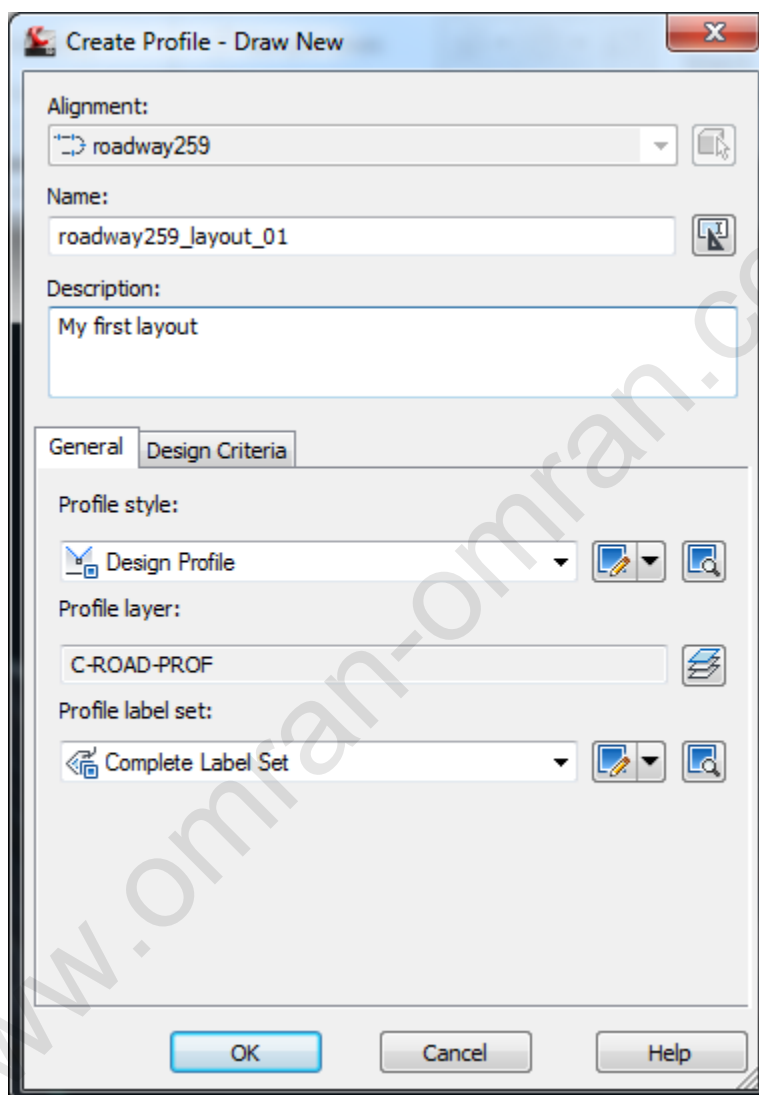 Create Profile - Draw New
Alignment:
roadway259
Name:
roadway259_layout_01
Description:
My first layout
General
Design Criteria
Profile style:
Design Profile
Profile layer:
C-ROAD-PROF
Profile label set:
Complete Label Set
OK
Cancel
Help
www.omran-omran.co